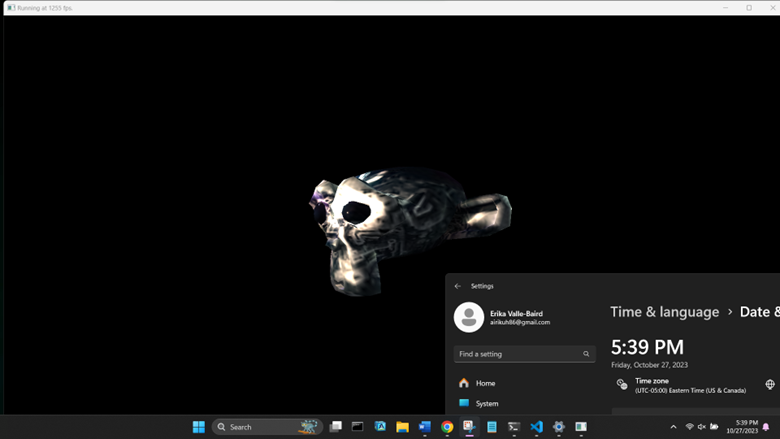 Running at 1255 fps.
Settings
Erika Valle-Baird
airikuh86@gmail.com
Find a setting
Home
System
Time & language > Date &
5:39 PM
Friday, October 27, 2023
Time zone
(UTC-05:00) Eastern Time (US & Canada)
Search
5:39 PM
10/27/2023